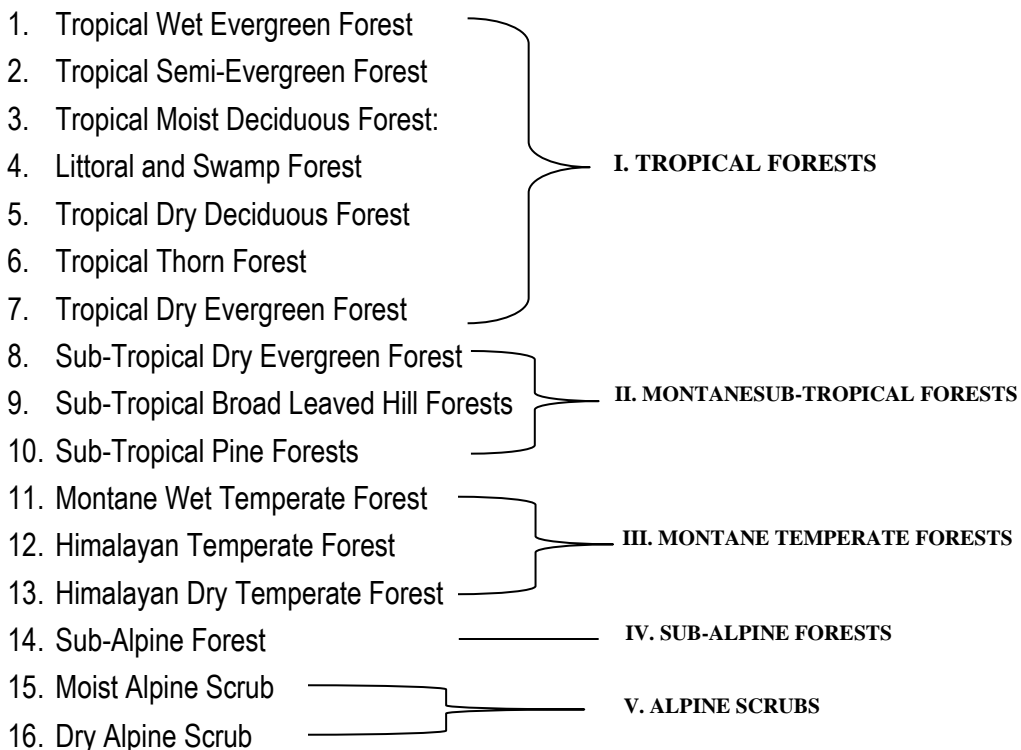 1. Tropical Wet Evergreen Forest
2. Tropical Semi-Evergreen Forest
3. Tropical Moist Deciduous Forest:
4. Littoral and Swamp Forest
5. Tropical Dry Deciduous Forest
6. Tropical Thorn Forest
7. Tropical Dry Evergreen Forest
I. TROPICAL FORESTS
8. Sub-Tropical Dry Evergreen Forest
9. Sub-Tropical Broad Leaved Hill Forests
10. Sub-Tropical Pine Forests
II. MONTANESUB-TROPICAL FORESTS
11. Montane Wet Temperate Forest
12. Himalayan Temperate Forest
13. Himalayan Dry Temperate Forest
III. MONTANE TEMPERATE FORESTS
14. Sub-Alpine Forest
IV. SUB-ALPINE FORESTS
15. Moist Alpine Scrub
16. Dry Alpine Scrub
V. ALPINE SCRUBS